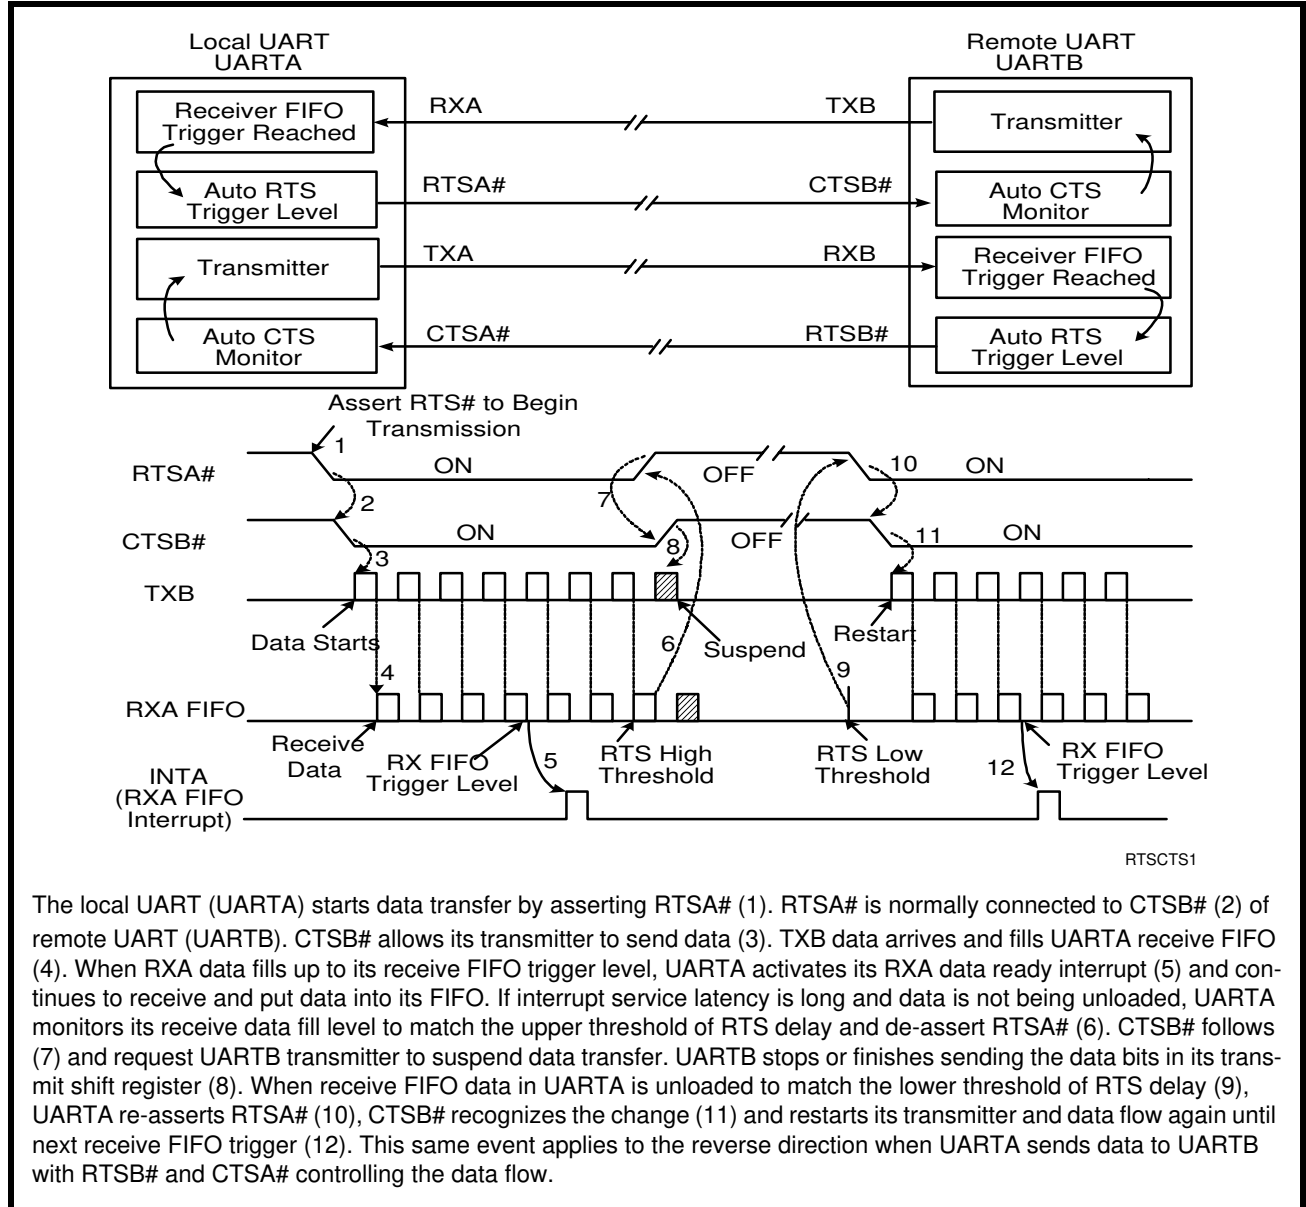 Local UART
UARTA
Remote UART
UARTB
Receiver FIFO
Trigger Reached
RXA
TXB
Transmitter
Auto RTS
Trigger Level
RTSA#
CTSB#
Auto CTS
Monitor
Transmitter
TXA
RXB
Receiver FIFO
Trigger Reached
Auto CTS
Monitor
CTSA#
RTSB#
Auto RTS
Trigger Level
Assert RTS# to Begin
Transmission
RTSA#
1
ON
OFF
10
ON
2
7
CTSB#
ON
8
OFF
11
ON
3
TXB
Data Starts
6
Suspend
Restart
4
9
RXA FIFO
Receive
Data
RX FIFO
Trigger Level
5
RTS High
Threshold
RTS Low
Threshold
12
RX FIFO
Trigger Level
INTA
(RXA FIFO
Interrupt)
RTSCTS1
The local UART (UARTA) starts data transfer by asserting RTSA# (1). RTSA# is normally connected to CTSB# (2) of
remote UART (UARTB). CTSB# allows its transmitter to send data (3). TXB data arrives and fills UARTA receive FIFO
(4). When RXA data fills up to its receive FIFO trigger level, UARTA activates its RXA data ready interrupt (5) and con-
tinues to receive and put data into its FIFO. If interrupt service latency is long and data is not being unloaded, UARTA
monitors its receive data fill level to match the upper threshold of RTS delay and de-assert RTSA# (6). CTSB# follows
(7) and request UARTB transmitter to suspend data transfer. UARTB stops or finishes sending the data bits in its trans-
mit shift register (8). When receive FIFO data in UARTA is unloaded to match the lower threshold of RTS delay (9),
UARTA re-asserts RTSA# (10), CTSB# recognizes the change (11) and restarts its transmitter and data flow again until
next receive FIFO trigger (12). This same event applies to the reverse direction when UARTA sends data to UARTB
with RTSB# and CTSA# controlling the data flow.